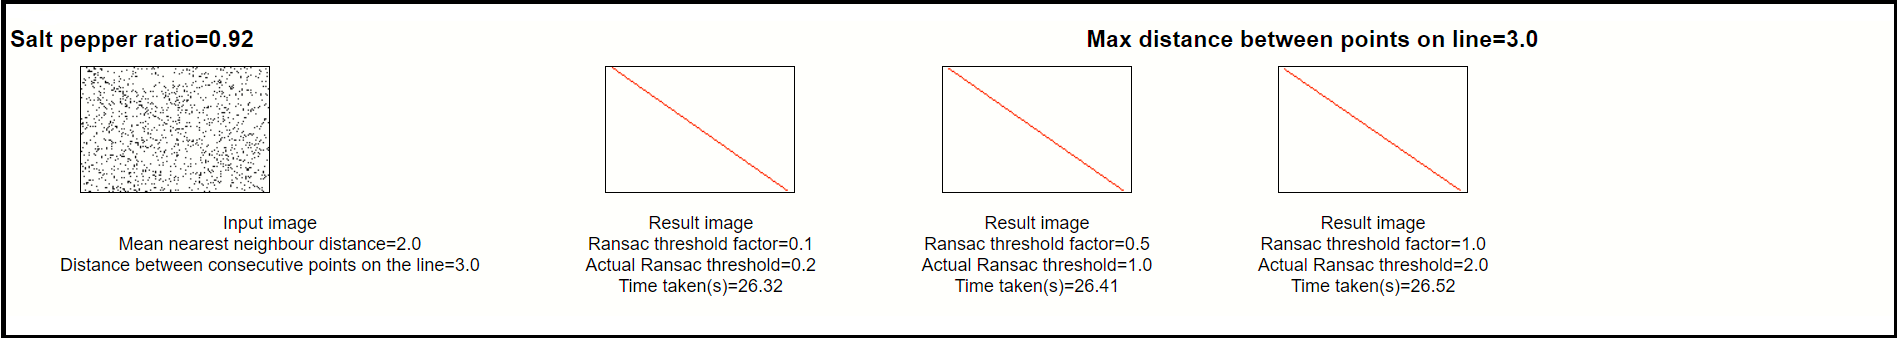 Salt pepper ratio=0.92
Max distance between points on line=3.0
Input image
Mean nearest neighbour distance=2.0
Distance between consecutive points on the line=3.0
Result image
Ransac threshold factor=0.1
Actual Ransac threshold=0.2
Time taken(s)=26.32
Result image
Ransac threshold factor=0.5
Actual Ransac threshold=1.0
Time taken(s)=26.41
Result image
Ransac threshold factor=1.0
Actual Ransac threshold=2.0
Time taken(s)=26.52